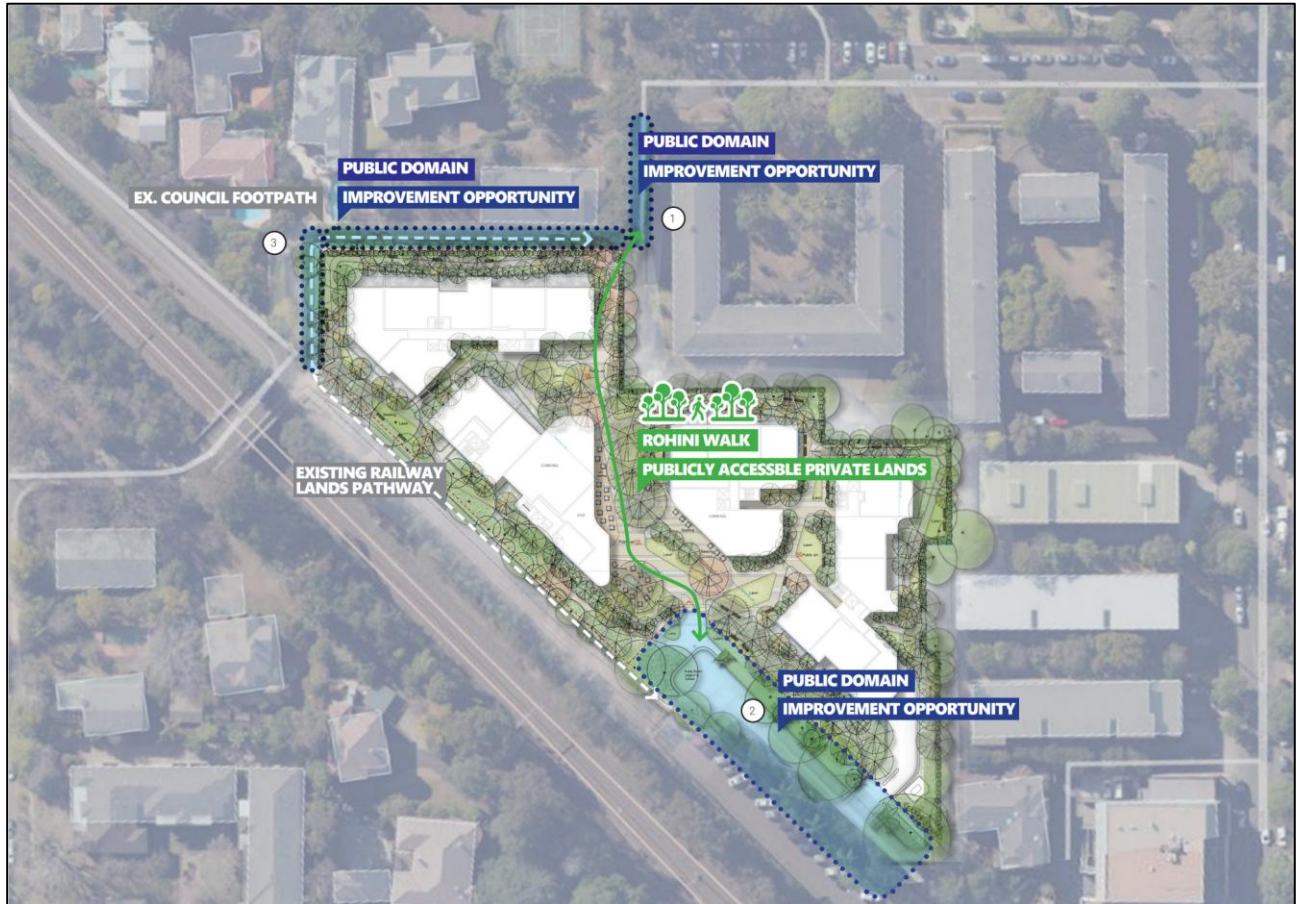 PUBLIC DOMAIN
IMPROVEMENT OPPORTUNITY
1
PUBLIC DOMAIN
IMPROVEMENT OPPORTUNITY
EX. COUNCIL FOOTPATH
3
ROHINI WALK
PUBLICLY ACCESSBLE PRIVATE LANDS
EXISTING RAILWAY
LANDS PATHWAY
PUBLIC DOMAIN
IMPROVEMENT OPPORTUNITY
2